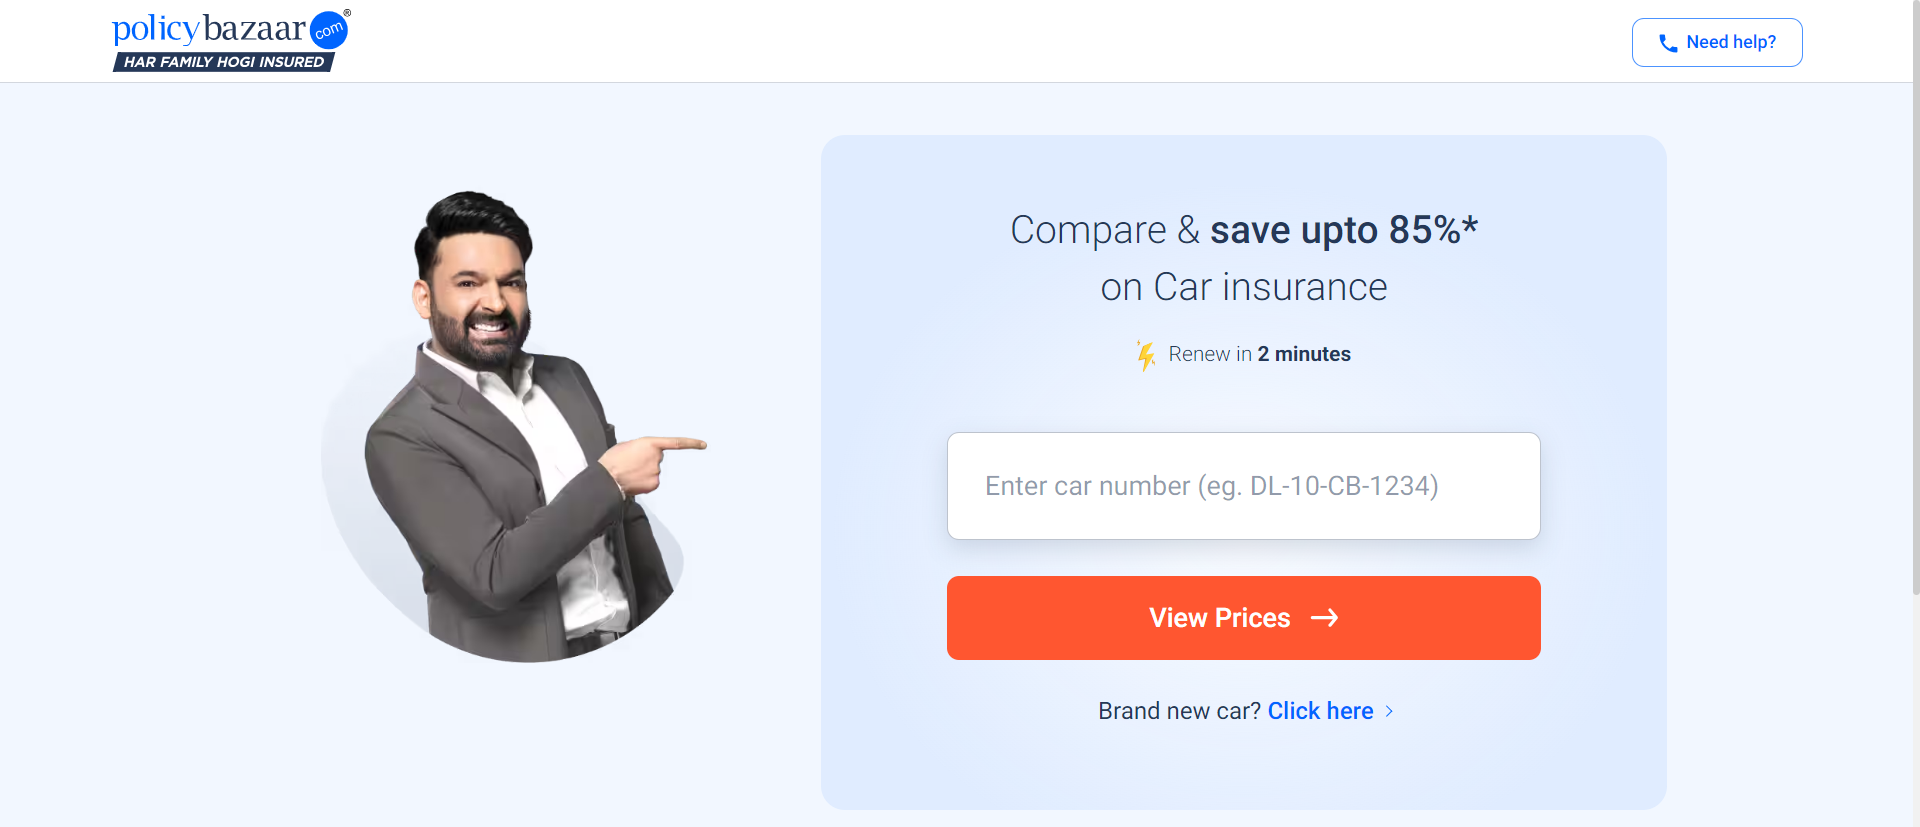 policybazaar.com®
HAR FAMILY HOGI INSURED
Need help?
Compare & save upto 85%*
on Car insurance
Renew in 2 minutes
Enter car number (eg. DL-10-CB-1234)
View Prices →
Brand new car? Click here >